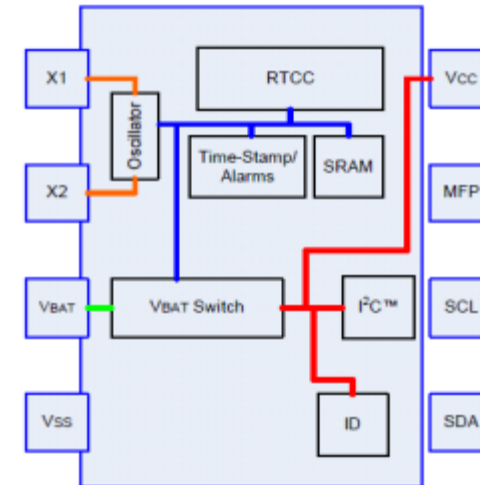 X1
RTCC
Vcc
Oscillator
Time-Stamp/
Alarms
SRAM
X2
MFP
VBAT
VBAT Switch
I²C™
SCL
Vss
ID
SDA